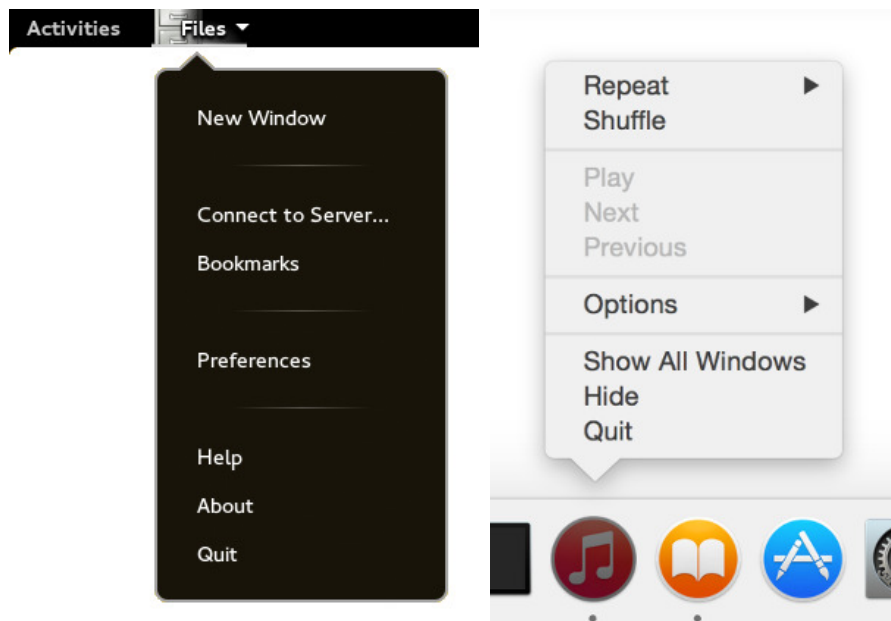 Activities Files
New Window
Connect to Server...
Bookmarks
Preferences
Help
About
Quit
Repeat
Shuffle
Play
Next
Previous
Options
Show All Windows
Hide
Quit